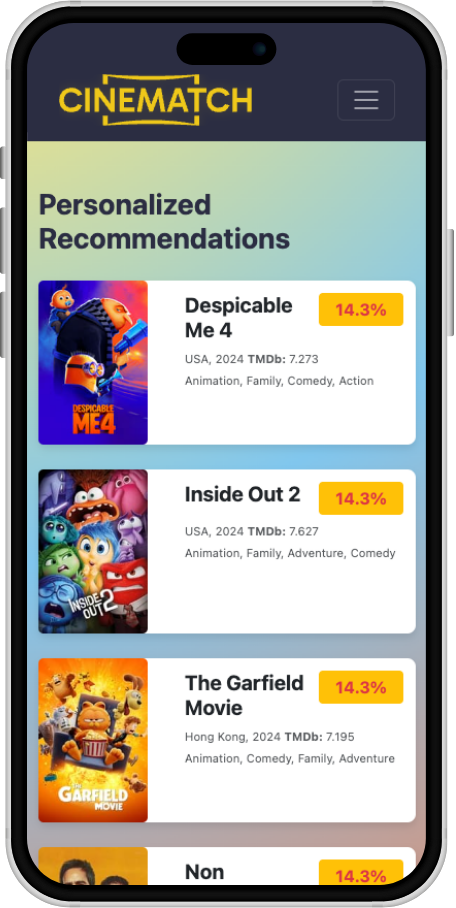 CINEMATCH
Personalized
Recommendations
Despicable
Me 4
14.3%
USA, 2024 TMDb: 7.273
Animation, Family, Comedy, Action
DESPICABLE
ME4
Inside Out 2
14.3%
USA, 2024 TMDb: 7.627
Animation, Family, Adventure, Comedy
INSIDE
OUT 2
The Garfield
Movie
14.3%
Hong Kong, 2024 TMDb: 7.195
Animation, Comedy, Family, Adventure
THE
GARFIELD
MOVIE
Non
14.3%